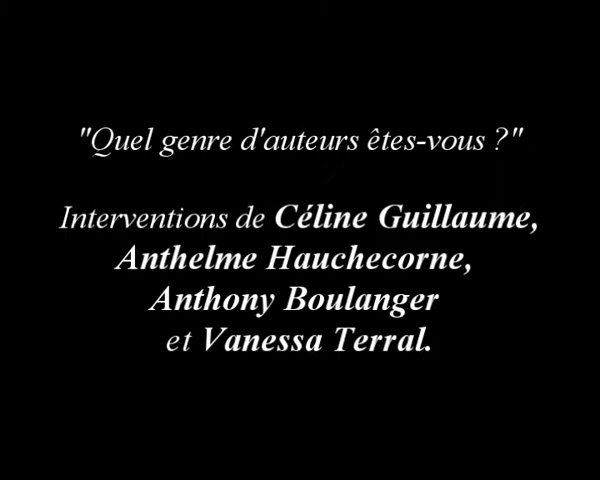 "Quel genre d'auteurs êtes-vous ?"
Interventions de Céline Guillaume,
Anthelme Hauchecorne,
Anthony Boulanger
et Vanessa Terral.